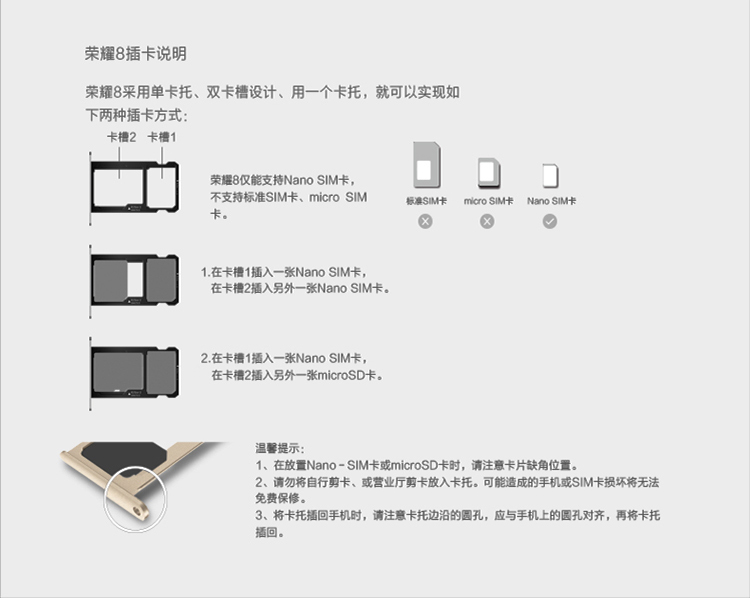 荣耀8插卡说明
荣耀8采用单卡托、双卡槽设计、用一个卡托，就可以实现如
下两种插卡方式：
卡槽2 卡槽1
荣耀8仅能支持Nano SIM卡，
不支持标准SIM卡、micro SIM
卡。
标准SIM卡 micro SIM卡 Nano SIM卡
1.在卡槽1插入一张Nano SIM卡，
在卡槽2插入另外一张Nano SIM卡。
2.在卡槽1插入一张Nano SIM卡，
在卡槽2插入另外一张microSD卡。
温馨提示：
1、在放置Nano－SIM卡或microSD卡时，请注意卡片缺角位置。
2、请勿将自行剪卡、或营业厅剪卡放入卡托。可能造成的手机或SIM卡损坏将无法
免费保修。
3、将卡托插回手机时，请注意卡托边沿的圆孔，应与手机上的圆孔对齐，再将卡托
插回。